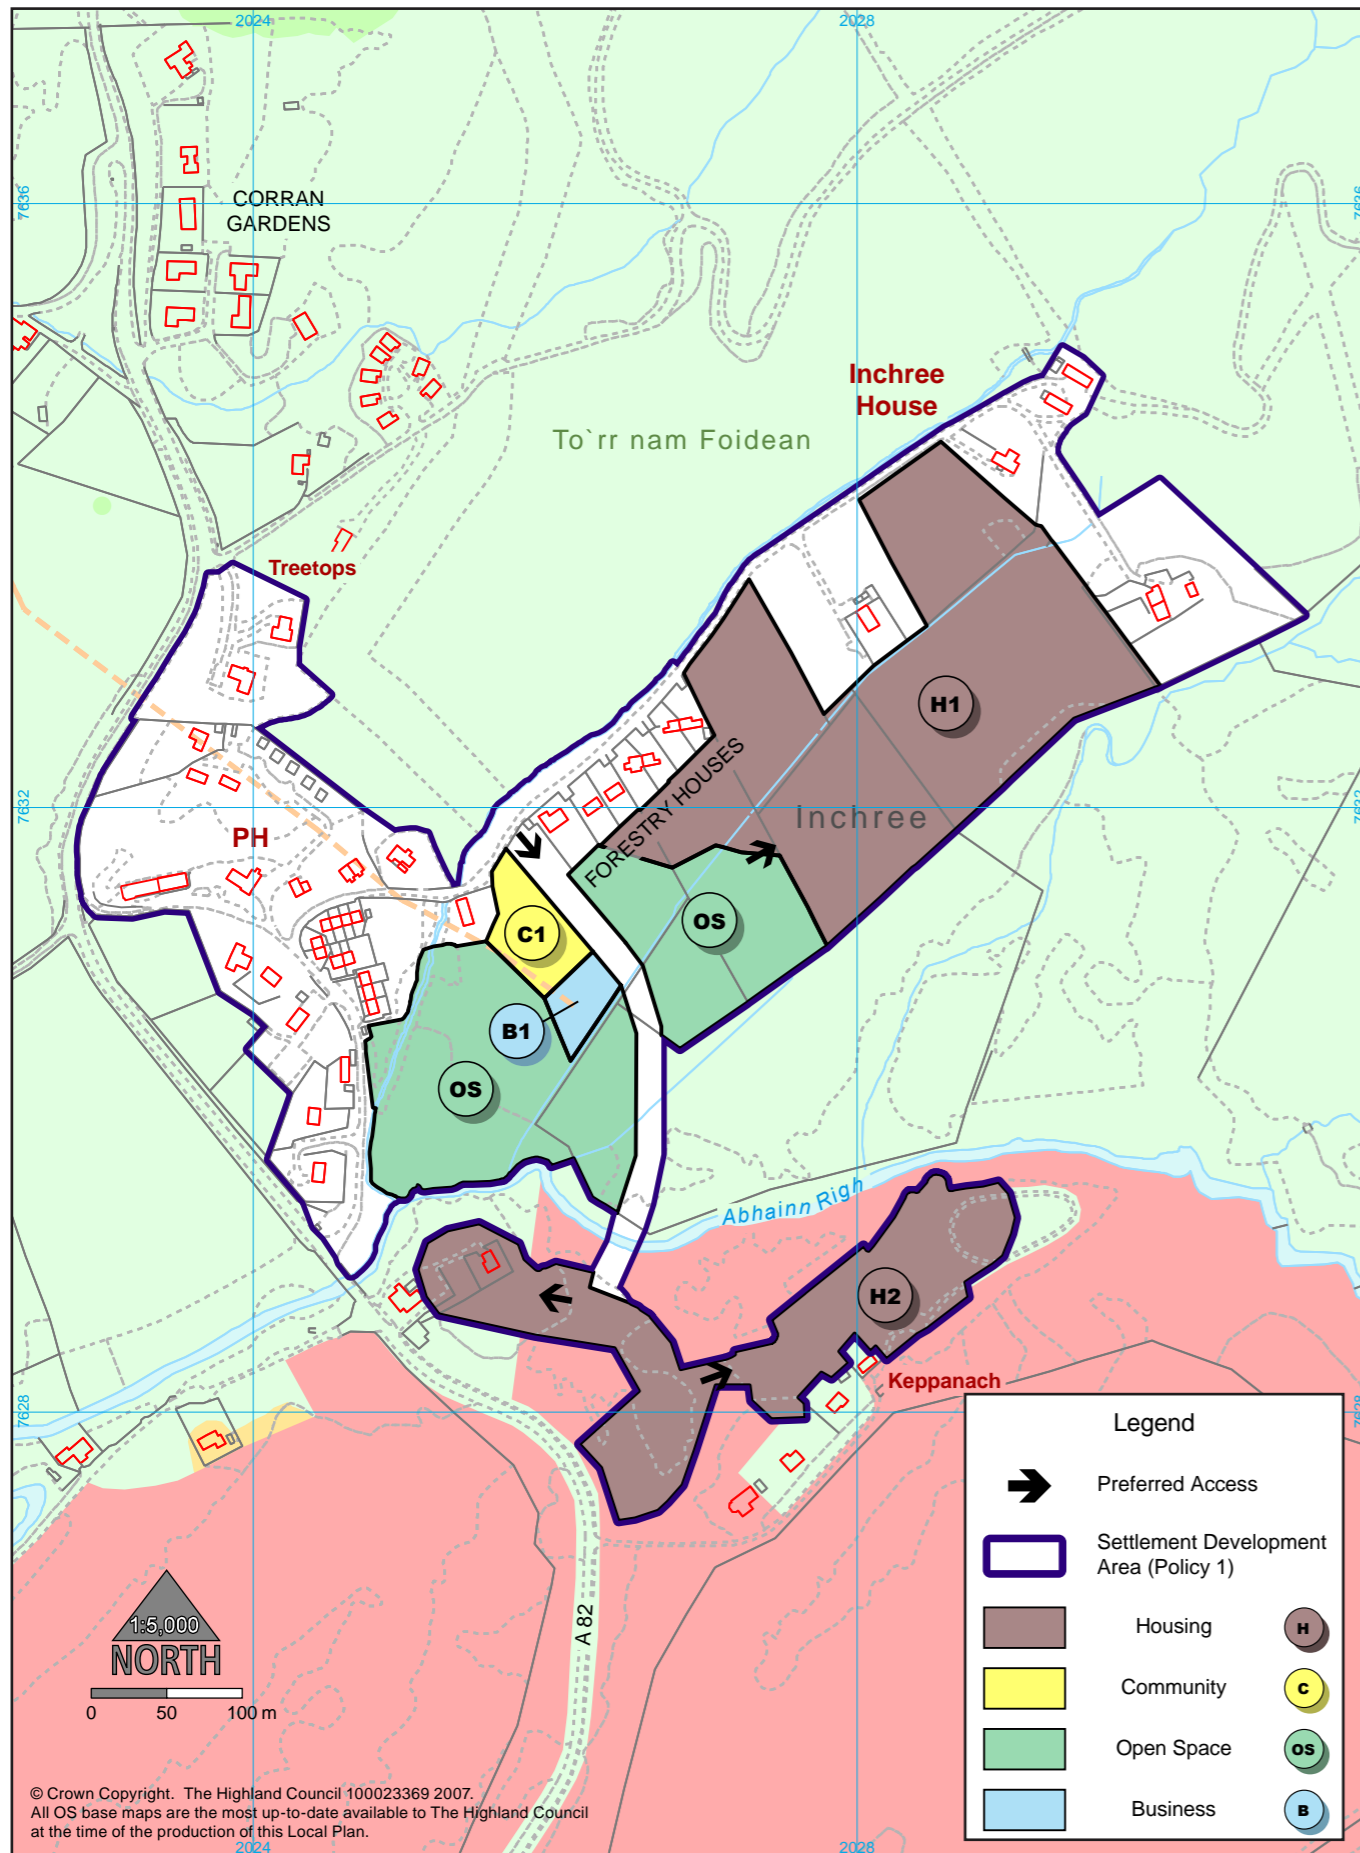 2024
2028
7636
7636
CORRAN
GARDENS
Inchree
House
To`rr nam Foidean
Treetops
H1
FORESTRY HOUSES
7632
7632
Inchree
PH
C1
OS
B1
OS
Abhainn Righ
H2
Keppanach
7628
7628
A 82
1:5,000
NORTH
0 50 100 m
Legend
Preferred Access
Settlement Development
Area (Policy 1)
Housing H
Community C
Open Space OS
Business B
© Crown Copyright. The Highland Council 100023369 2007.
All OS base maps are the most up-to-date available to The Highland Council
at the time of the production of this Local Plan.
2024
2028